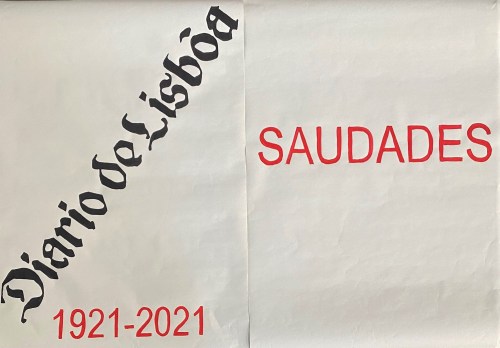 Diario de Lisbôa
1921-2021
SAUDADES